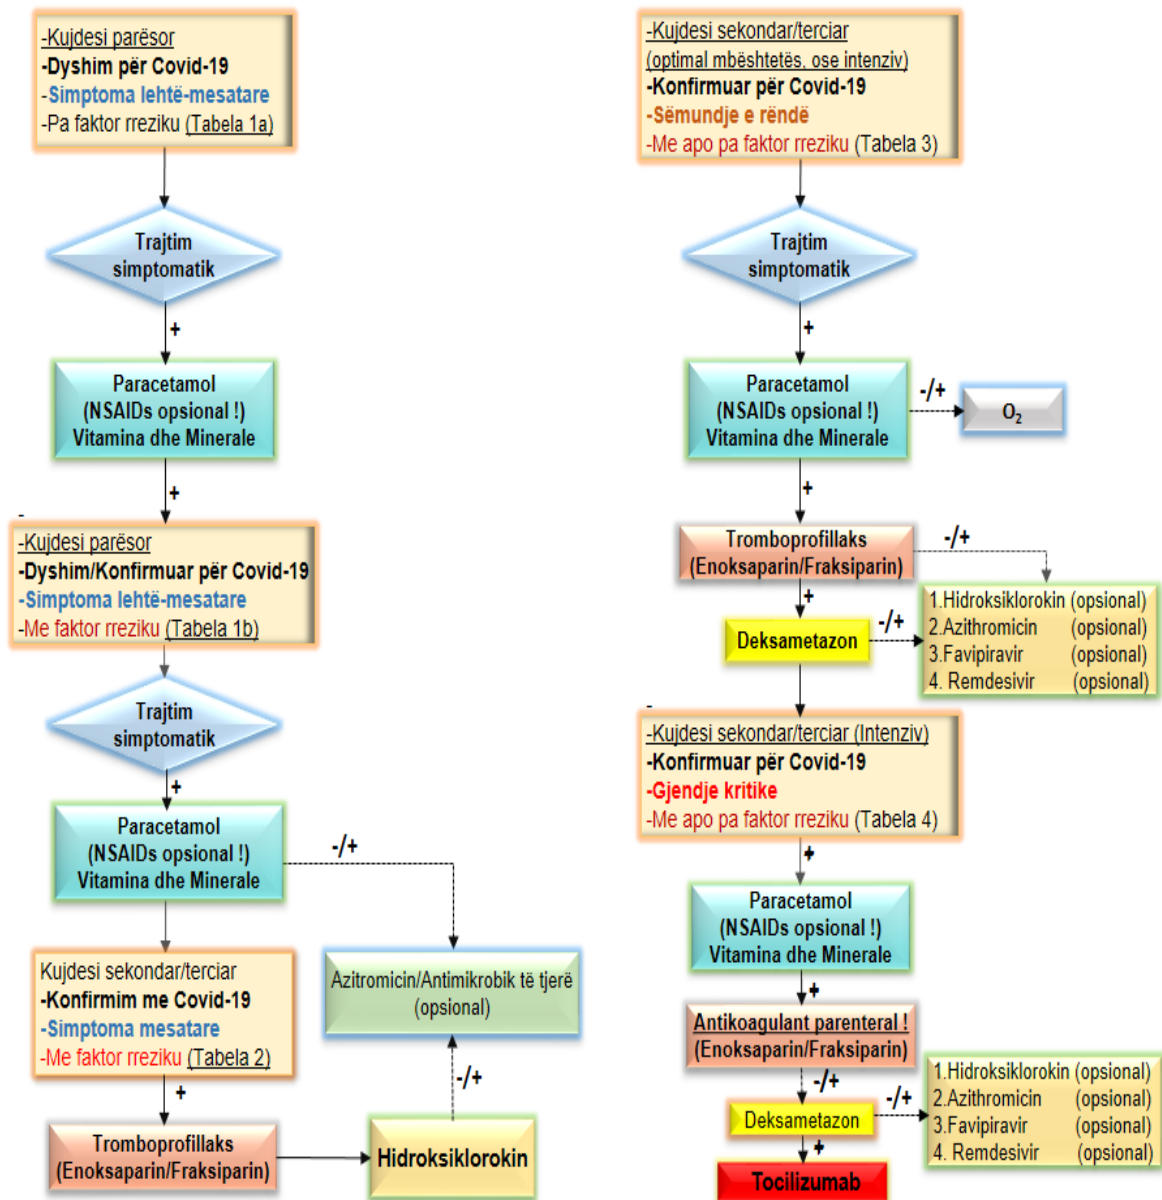 -Kujdesi parësor
-Dyshim për Covid-19
-Simptoma lehtë-mesatare
-Pa faktor rreziku (Tabela 1a)
Trajtim
simptomatik
+
Paracetamol
(NSAIDs opsional !)
Vitamina dhe Minerale
+
-
-Kujdesi parësor
-Dyshim/Konfirmuar për Covid-19
-Simptoma lehtë-mesatare
-Me faktor rreziku (Tabela 1b)
Trajtim
simptomatik
+
Paracetamol
(NSAIDs opsional !)
Vitamina dhe Minerale
-/+
Kujdesi sekondar/terciar
-Konfirmim me Covid-19
-Simptoma mesatare
-Me faktor rreziku (Tabela 2)
Azitromicin/Antimikrobik të tjerë
(opsional)
+
-/+
Tromboprofillaks
(Enoksaparin/Fraksiparin)
Hidroksiklorokin
-Kujdesi sekondar/terciar
(optimal mbështetës, ose intenziv)
-Konfirmuar për Covid-19
-Sëmundje e rëndë
-Me apo pa faktor rreziku (Tabela 3)
Trajtim
simptomatik
+
Paracetamol
(NSAIDs opsional !)
Vitamina dhe Minerale
-/+
O₂
+
Tromboprofillaks
(Enoksaparin/Fraksiparin)
-/+
+
Deksametazon
-/+
1.Hidroksiklorokin (opsional)
2.Azithromicin (opsional)
3.Favipiravir (opsional)
4. Remdesivir (opsional)
-
-Kujdesi sekondar/terciar (Intenziv)
-Konfirmuar për Covid-19
-Gjendje kritike
-Me apo pa faktor rreziku (Tabela 4)
+
Paracetamol
(NSAIDs opsional !)
Vitamina dhe Minerale
+
Antikoagulant parenteral !
(Enoksaparin/Fraksiparin)
-/+
Deksametazon
-/+
1.Hidroksiklorokin (opsional)
2.Azithromicin (opsional)
3.Favipiravir (opsional)
4. Remdesivir (opsional)
+
Tocilizumab